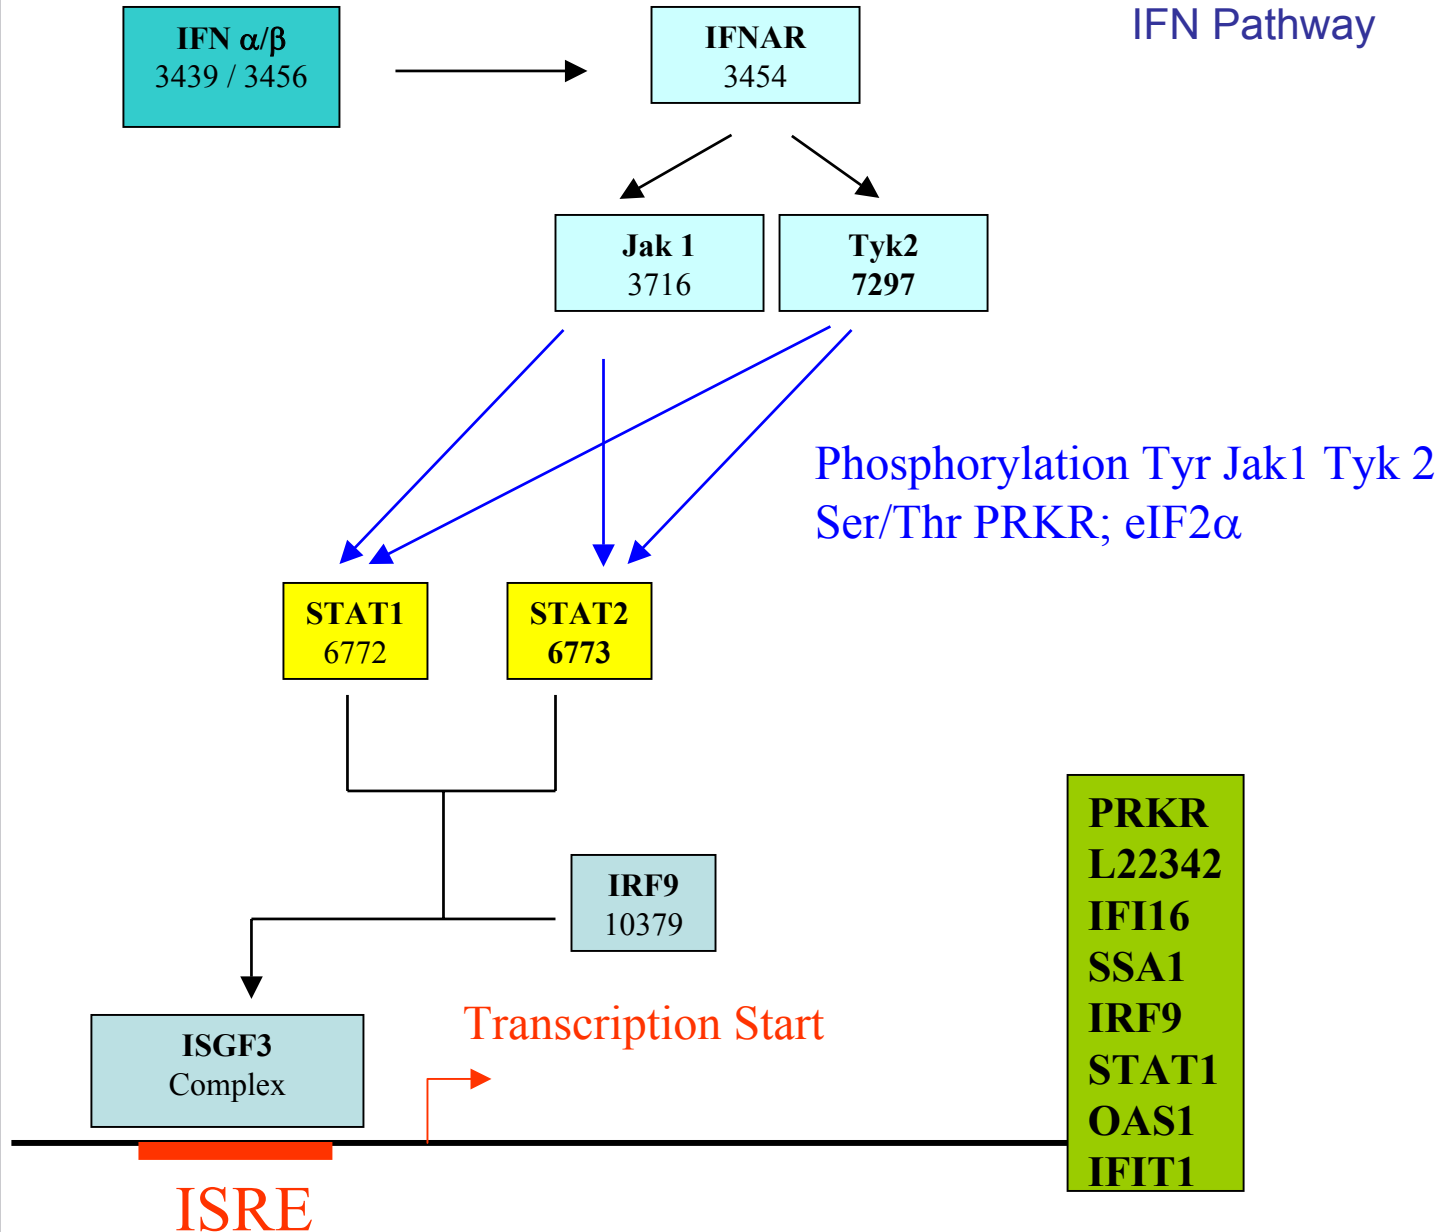 IFN Pathway
IFN α/β
3439 / 3456
IFNAR
3454
Jak 1
3716
Tyk2
7297
Phosphorylation Tyr Jak1 Tyk 2
Ser/Thr PRKR; eIF2α
STAT1
6772
STAT2
6773
IRF9
10379
ISGF3
Complex
Transcription Start
ISRE
PRKR
L22342
IFI16
SSA1
IRF9
STAT1
OAS1
IFIT1